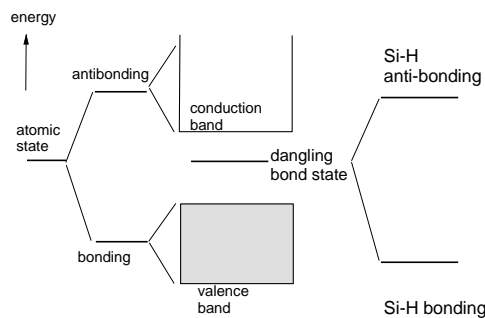 energy
antibonding
Si-H
anti-bonding
conduction
band
atomic
state
dangling
bond state
bonding
valence
band
Si-H bonding